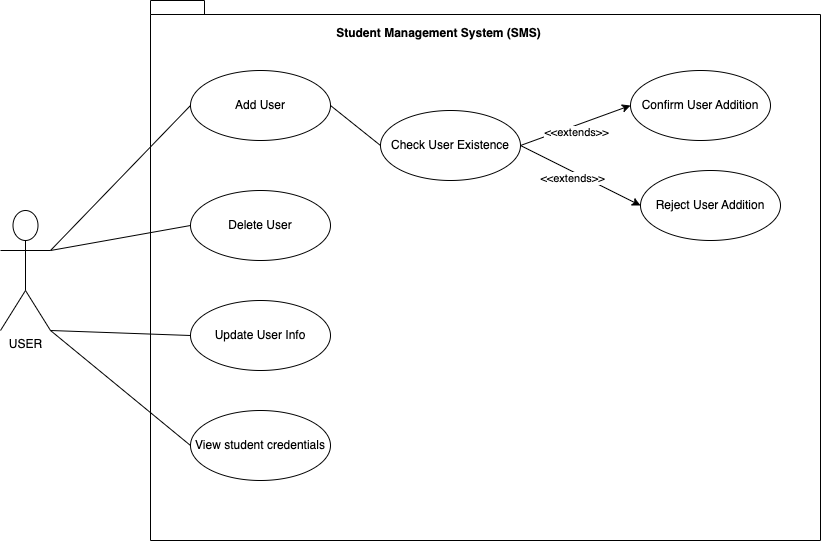 Student Management System (SMS)
Add User
Check User Existence
<<extends>>
Confirm User Addition
<<extends>>
Reject User Addition
Delete User
Update User Info
View student credentials
USER